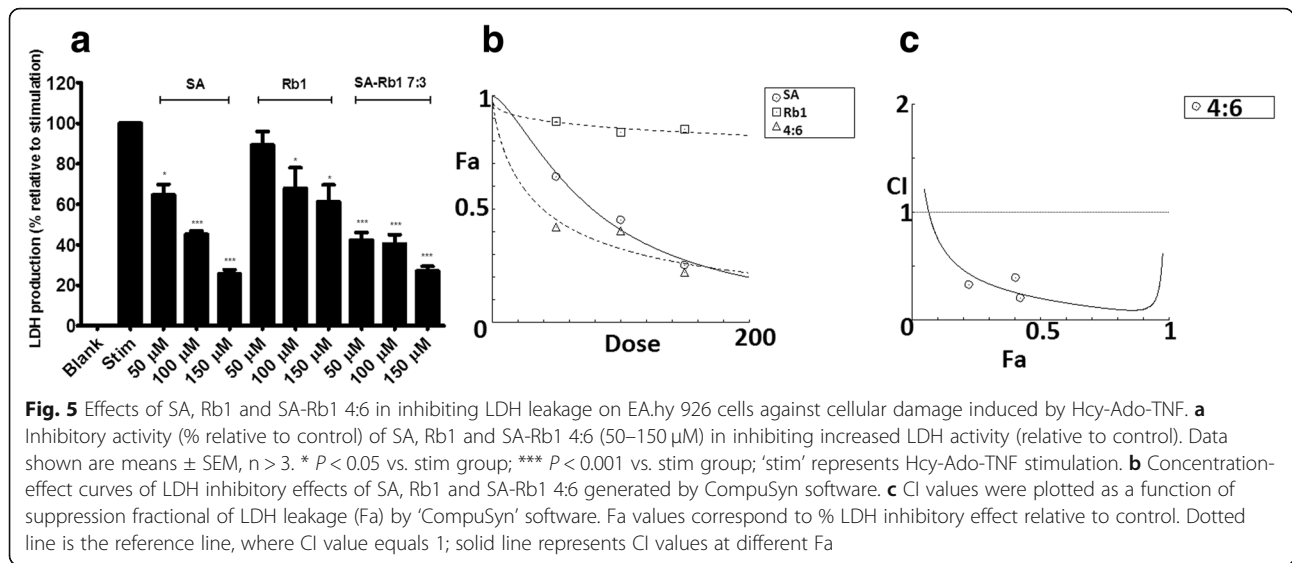 a
LDH production (% retlative to stimulation)
120
100
80
60
40
20
0
SA
Rb1
SA-Rb1 7:3
*
***
***
*
*
***
***
***
Blank
Stim
50 µM
100 µM
150 µM
50 µM
100 µM
150 µM
50 µM
100 µM
150 µM
b
1
Fa
0.5
0
Dose
200
SA
Rb1
4:6
c
2
CI
1
0
0.5
1
Fa
4:6
Fig. 5 Effects of SA, Rb1 and SA-Rb1 4:6 in inhibiting LDH leakage on EA.hy 926 cells against cellular damage induced by Hcy-Ado-TNF. a
Inhibitory activity (% relative to control) of SA, Rb1 and SA-Rb1 4:6 (50–150 µM) in inhibiting increased LDH activity (relative to control). Data
shown are means ± SEM, n > 3. * P < 0.05 vs. stim group; *** P < 0.001 vs. stim group; ‘stim’ represents Hcy-Ado-TNF stimulation. b Concentration-
effect curves of LDH inhibitory effects of SA, Rb1 and SA-Rb1 4:6 generated by CompuSyn software. c CI values were plotted as a function of
suppression fractional of LDH leakage (Fa) by ‘CompuSyn’ software. Fa values correspond to % LDH inhibitory effect relative to control. Dotted
line is the reference line, where CI value equals 1; solid line represents CI values at different Fa